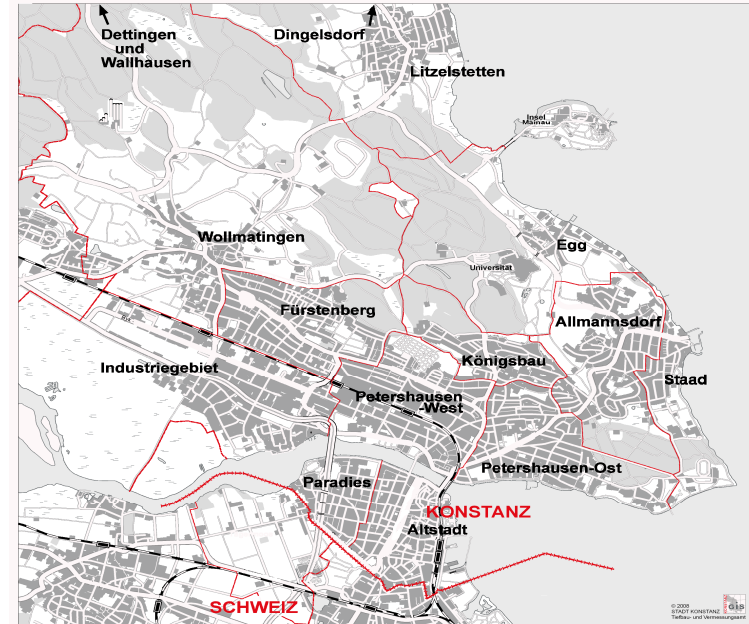 Dettingen
und
Wallhausen
Dingelsdorf
Litzelstetten
Insel
Mainau
Wollmatingen
Egg
Universität
Fürstenberg
Allmannsdorf
Königsbau
Industriegebiet
Staad
Petershausen
-West
Petershausen-Ost
Paradies
KONSTANZ
Altstadt
SCHWEIZ
© 2008
STADT KONSTANZ
Tiefbau- und Vermessungsamt
KONSTANZ
GIS